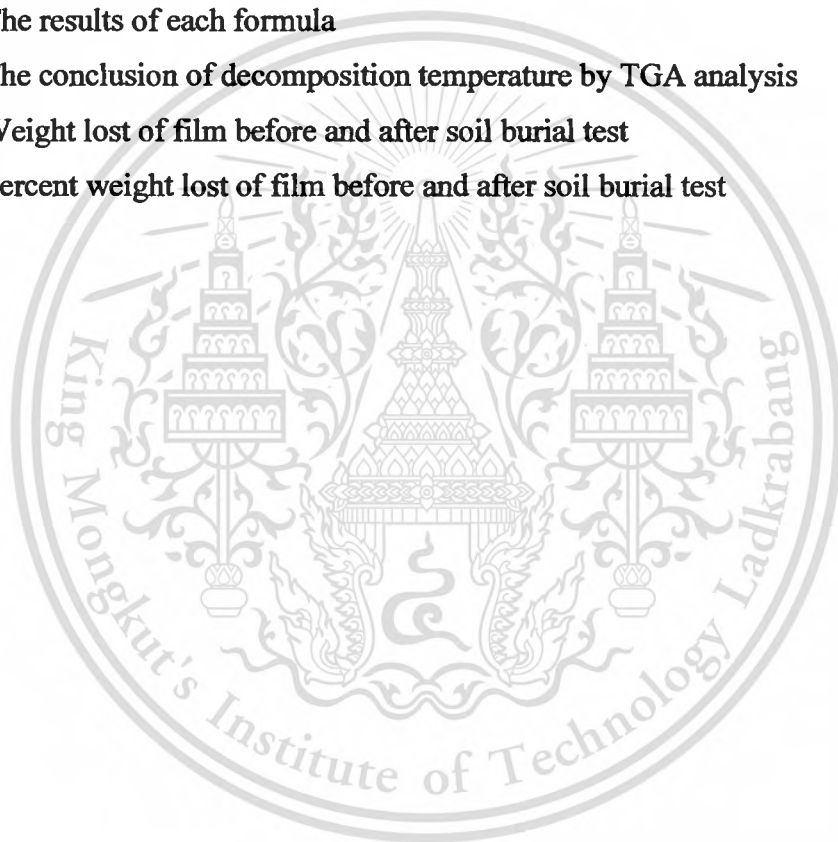 he results of each formula
he conclusion of decomposition temperature by TGA analysis
Weight lost of film before and after soil burial test
ercent weight lost of film before and after soil burial test
King Mongkut's Institute of Technology Ladkrabang